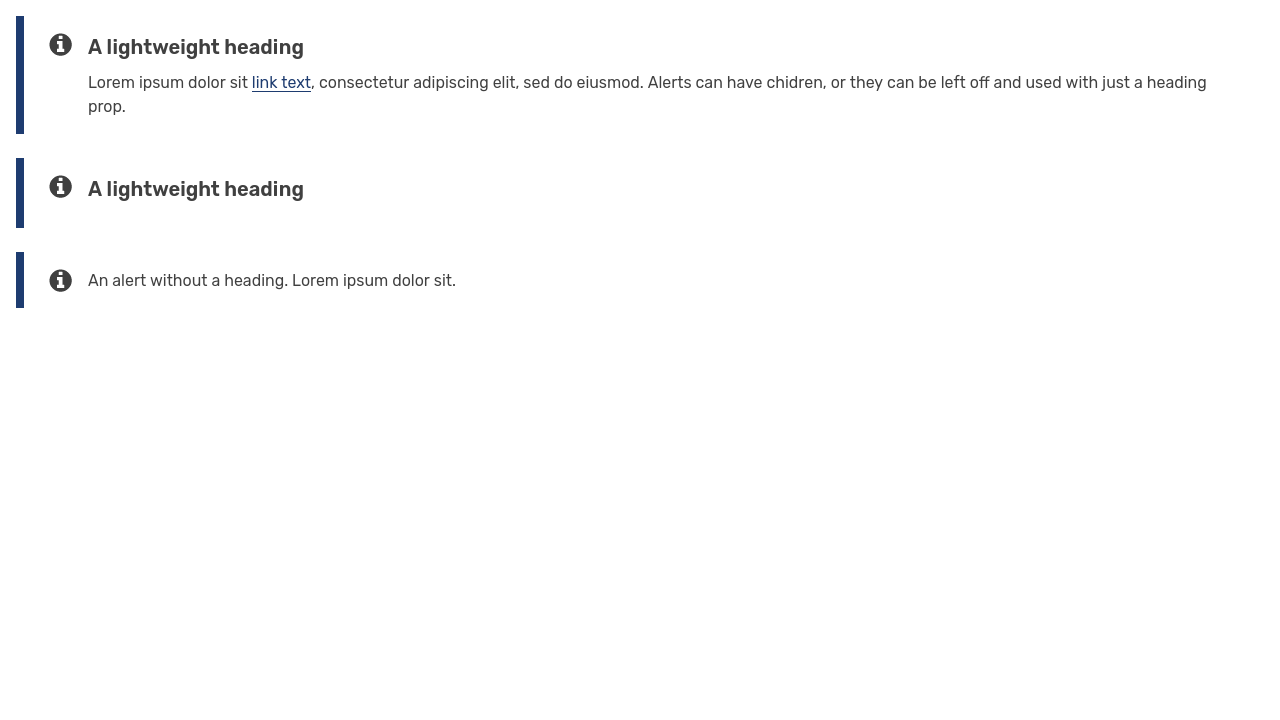 A lightweight heading
Lorem ipsum dolor sit link text, consectetur adipiscing elit, sed do eiusmod. Alerts can have chidren, or they can be left off and used with just a heading
prop.
A lightweight heading
An alert without a heading. Lorem ipsum dolor sit.